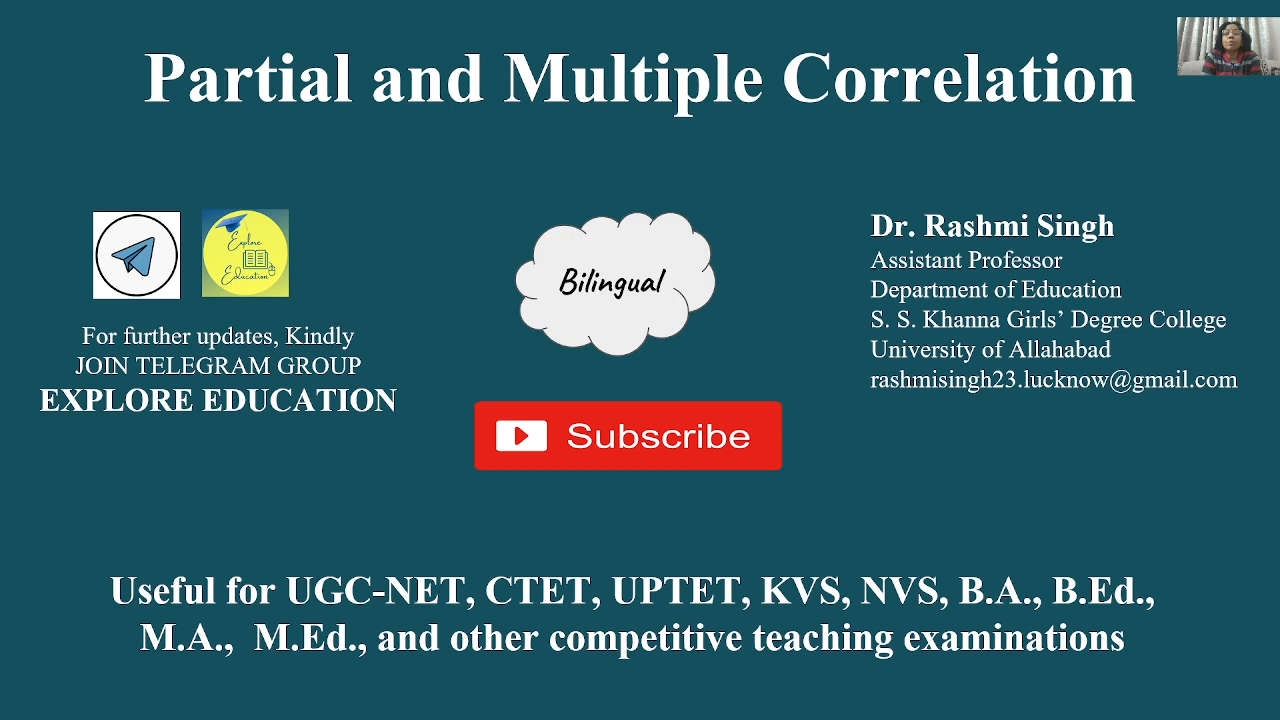 Partial and Multiple Correlation
Explore
Education
For further updates, Kindly
JOIN TELEGRAM GROUP
EXPLORE EDUCATION
Bilingual
Subscribe
Dr. Rashmi Singh
Assistant Professor
Department of Education
S. S. Khanna Girls’ Degree College
University of Allahabad
rashmisingh23.lucknow@gmail.com
Useful for UGC-NET, CTET, UPTET, KVS, NVS, B.A., B.Ed.,
M.A.,  M.Ed., and other competitive teaching examinations